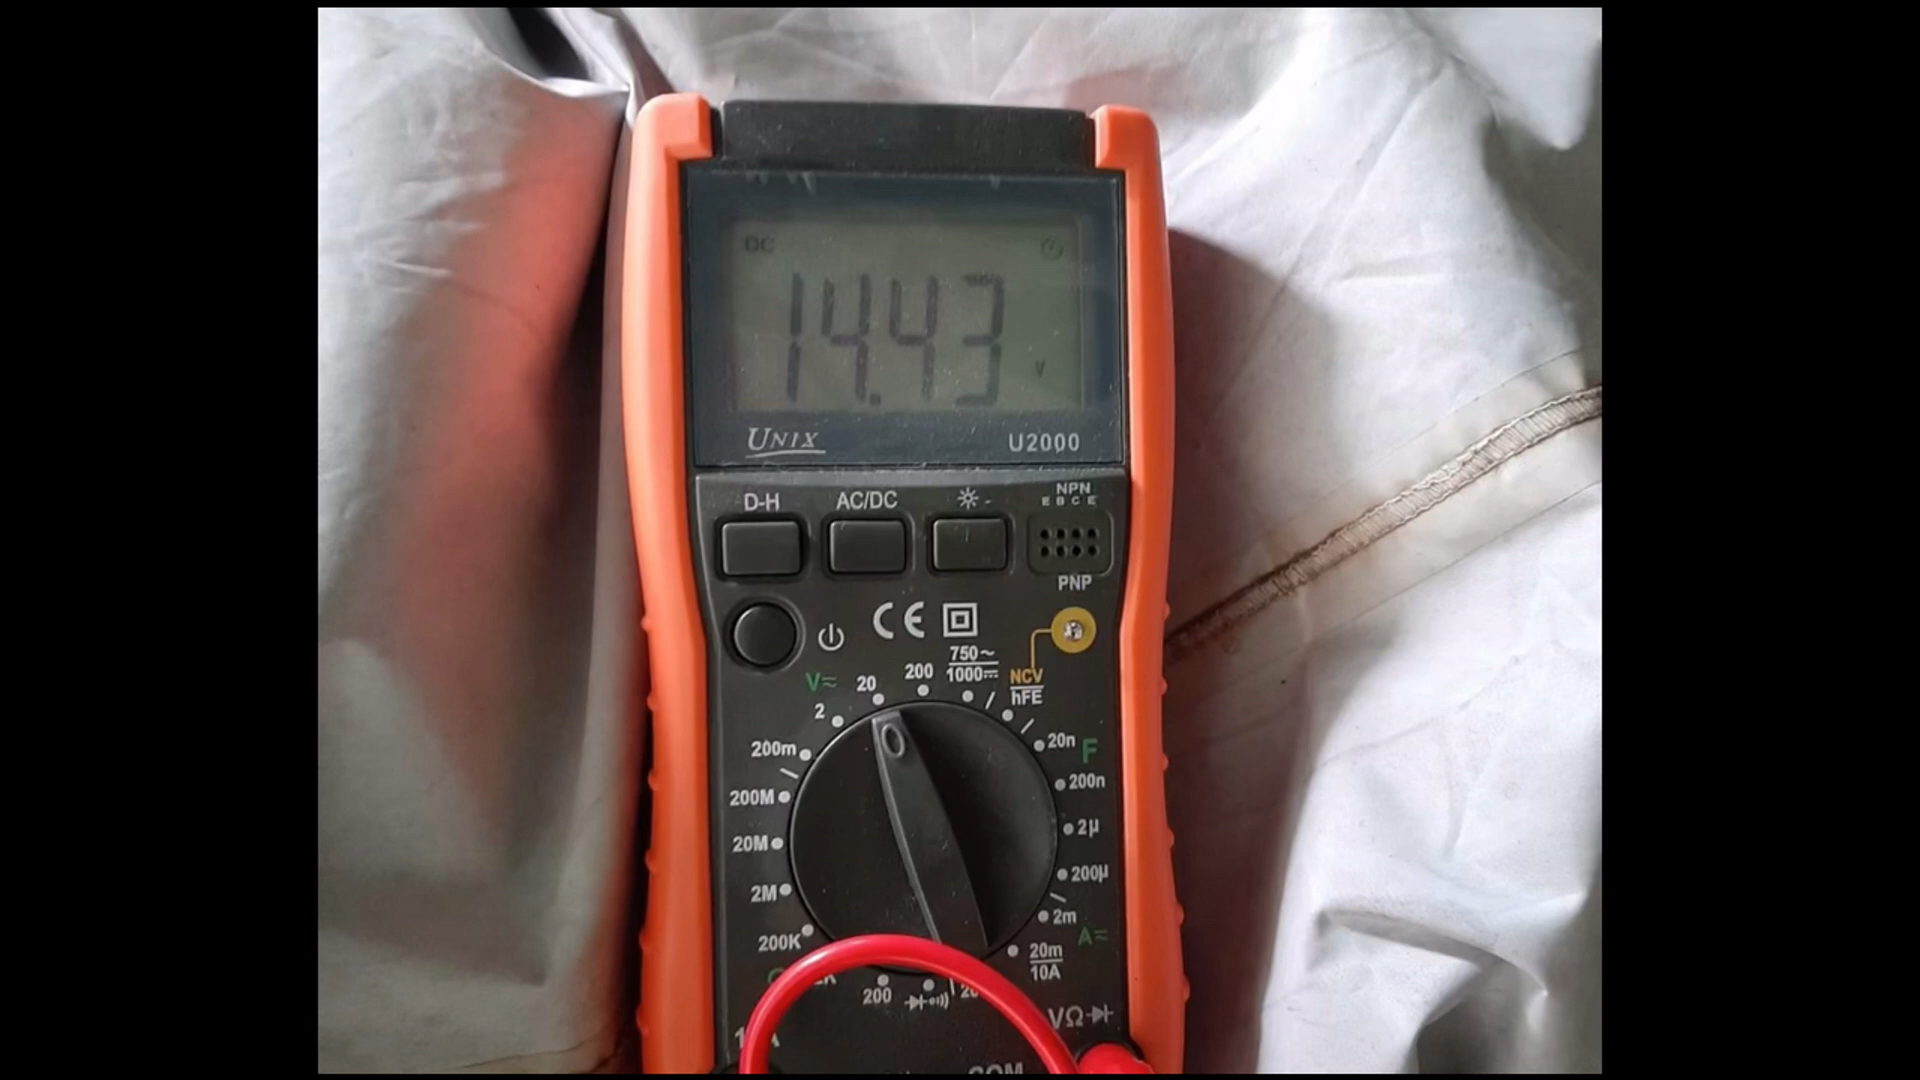 DC
14.43
V
UNIX U2000
D-H AC/DC NPN
E B C E
PNP
CE
750~
V≂ 20 200 1000⎓ NCV
hFE
2
200m 20n F
200M 200n
20M 2µ
2M 200µ
200K 2m
A≂
20m
10A
200
VΩ
COM